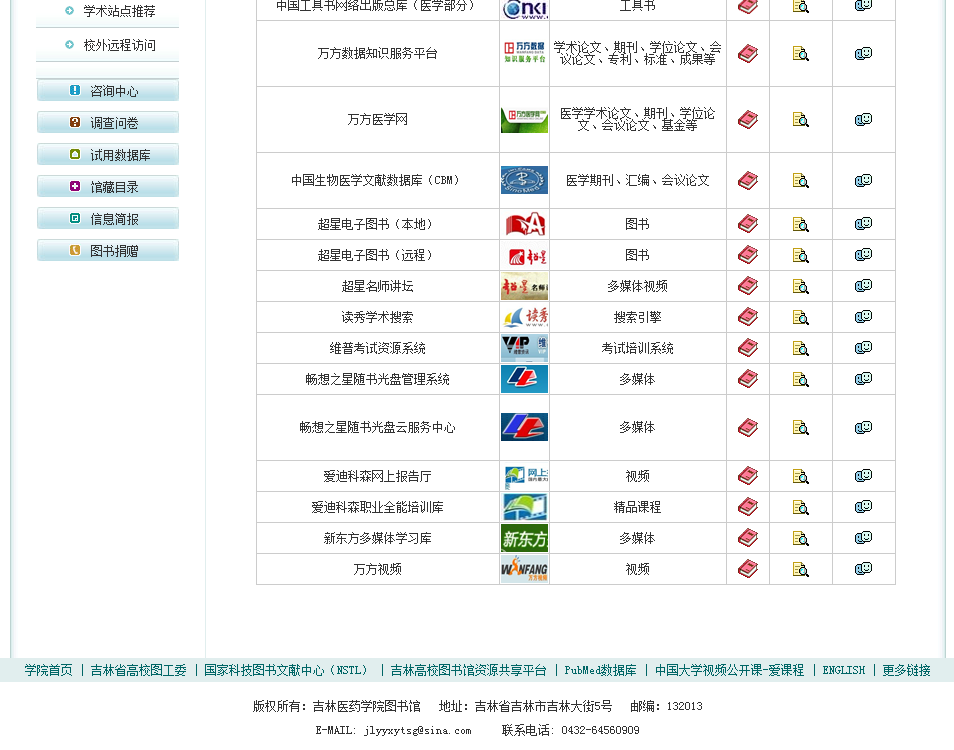 学术站点推荐
校外远程访问
咨询中心
调查问卷
试用数据库
馆藏目录
信息简报
图书捐赠
中国工具书网络出版总库（医学部分） 工具书
万方数据知识服务平台 万方数据 知识服务平台 学术论文、期刊、学位论文、会
议论文、专利、标准、成果等
万方医学网 医学学术论文、期刊、学位论
文、会议论文、基金等
中国生物医学文献数据库（CBM） 医学期刊、汇编、会议论文
超星电子图书（本地） 图书
超星电子图书（远程） 图书
超星名师讲坛 多媒体视频
读秀学术搜索 读秀 搜索引擎
维普考试资源系统 VIP 维 考试培训系统
畅想之星随书光盘管理系统 多媒体
畅想之星随书光盘云服务中心 多媒体
爱迪科森网上报告厅 网上 视频
爱迪科森职业全能培训库 精品课程
新东方多媒体学习库 新东方 多媒体
万方视频 WANFANG 万方视频 视频
学院首页 | 吉林省高校图工委 | 国家科技图书文献中心（NSTL） | 吉林高校图书馆资源共享平台 | PubMed数据库 | 中国大学视频公开课-爱课程 | ENGLISH | 更多链接
版权所有：吉林医药学院图书馆 地址：吉林省吉林市吉林大街5号 邮编：132013
E-MAIL: jlyyxytsg@sina.com 联系电话: 0432-64560909